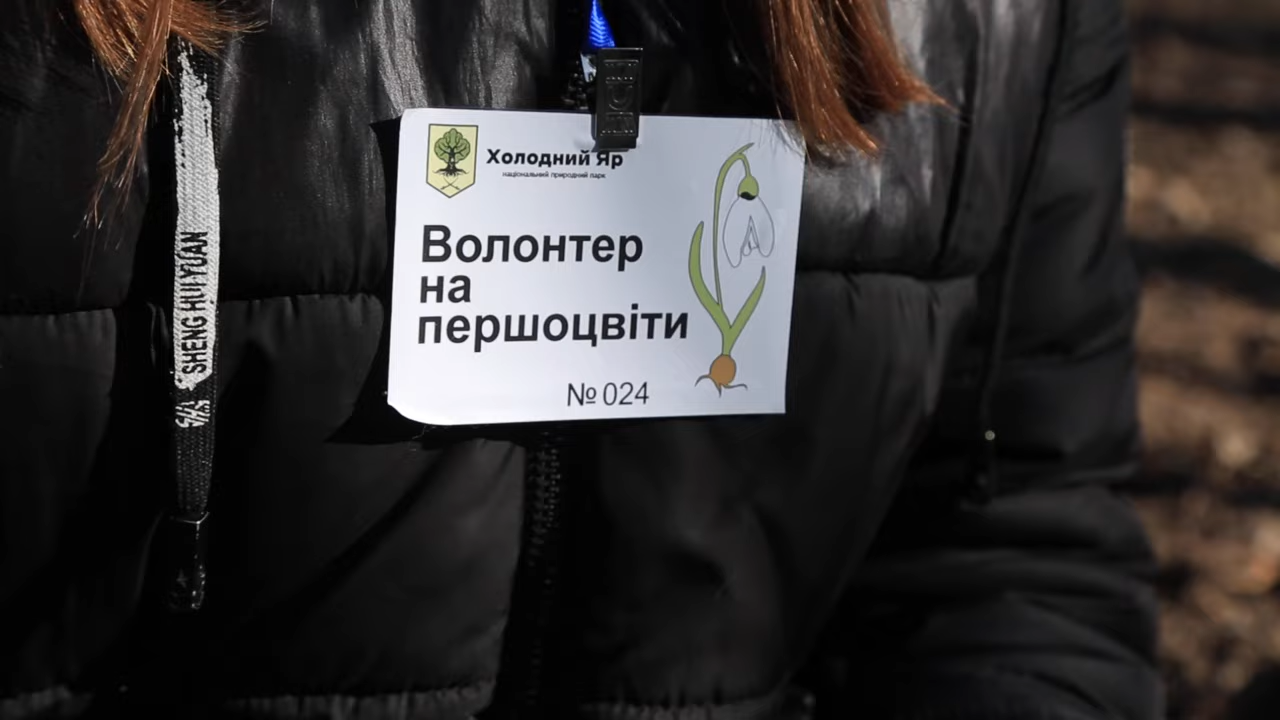 Холодний Яр
національний природний парк
Волонтер
на
першоцвіти
№ 024
SHENG HUI YUAN